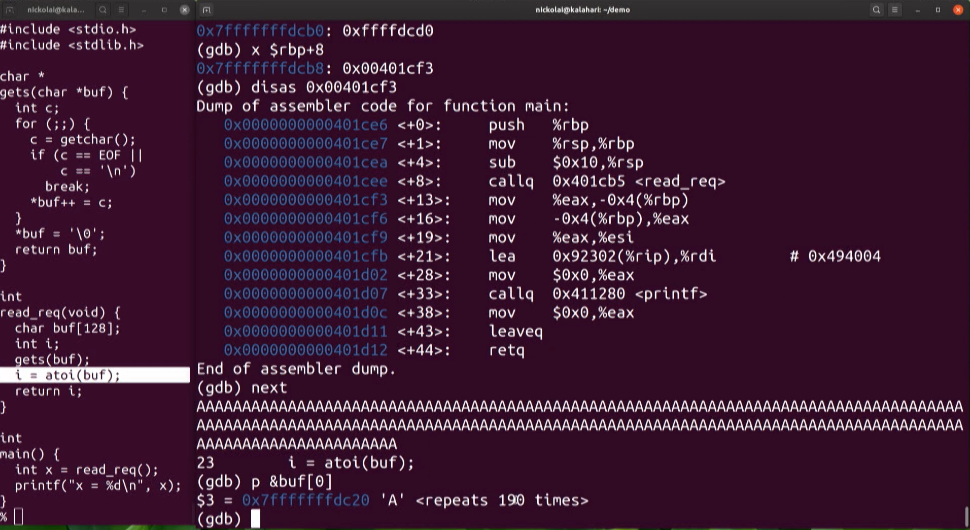 nickolai@kala...
#include <stdio.h>
#include <stdlib.h>
char *
gets(char *buf) {
  int c;
  for (;;) {
    c = getchar();
    if (c == EOF ||
        c == '\n')
      break;
    *buf++ = c;
  }
  *buf = '\0';
  return buf;
}
int
read_req(void) {
  char buf[128];
  int i;
  gets(buf);
  i = atoi(buf);
  return i;
}
int
main() {
  int x = read_req();
  printf("x = %d\n", x);
}
%
nickolai@kalahari: ~/demo
0x7fffffffdcb0: 0xffffdcd0
(gdb) x $rbp+8
0x7fffffffdcb8: 0x00401cf3
(gdb) disas 0x00401cf3
Dump of assembler code for function main:
   0x0000000000401ce6 <+0>:     push   %rbp
   0x0000000000401ce7 <+1>:     mov    %rsp,%rbp
   0x0000000000401cea <+4>:     sub    $0x10,%rsp
   0x0000000000401cee <+8>:     callq  0x401cb5 <read_req>
   0x0000000000401cf3 <+13>:    mov    %eax,-0x4(%rbp)
   0x0000000000401cf6 <+16>:    mov    -0x4(%rbp),%eax
   0x0000000000401cf9 <+19>:    mov    %eax,%esi
   0x0000000000401cfb <+21>:    lea    0x92302(%rip),%rdi        # 0x494004
   0x0000000000401d02 <+28>:    mov    $0x0,%eax
   0x0000000000401d07 <+33>:    callq  0x411280 <printf>
   0x0000000000401d0c <+38>:    mov    $0x0,%eax
   0x0000000000401d11 <+43>:    leaveq
   0x0000000000401d12 <+44>:    retq
End of assembler dump.
(gdb) next
AAAAAAAAAAAAAAAAAAAAAAAAAAAAAAAAAAAAAAAAAAAAAAAAAAAAAAAAAAAAAAAAAAAAAAAAAAAAAAAAAAAA
AAAAAAAAAAAAAAAAAAAAAAAAAAAAAAAAAAAAAAAAAAAAAAAAAAAAAAAAAAAAAAAAAAAAAAAAAAAAAAAAAAAA
AAAAAAAAAAAAAAAAAAAAAA
23        i = atoi(buf);
(gdb) p &buf[0]
$3 = 0x7fffffffdc20 'A' <repeats 190 times>
(gdb)